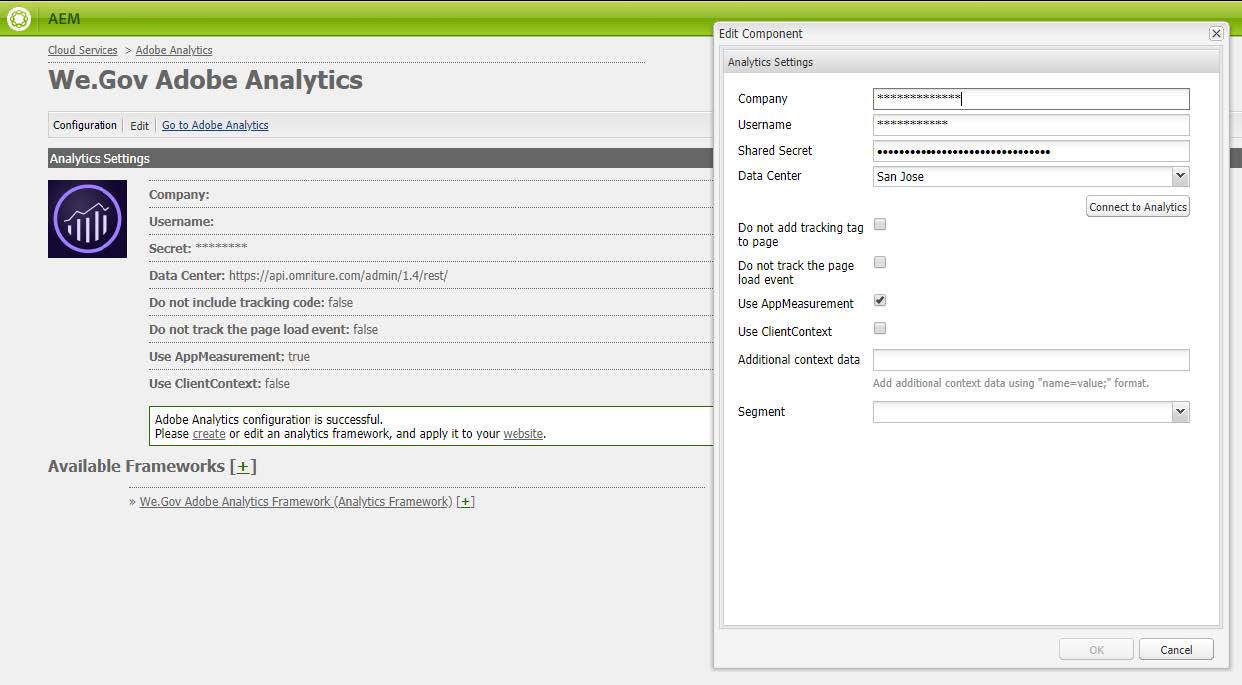 AEM
Cloud Services > Adobe Analytics
We.Gov Adobe Analytics
Configuration Edit Go to Adobe Analytics
Analytics Settings
Company:
Username:
Secret: ********
Data Center: https://api.omniture.com/admin/1.4/rest/
Do not include tracking code: false
Do not track the page load event: false
Use AppMeasurement: true
Use ClientContext: false
Adobe Analytics configuration is successful.
Please create or edit an analytics framework, and apply it to your website.
Available Frameworks [+]
» We.Gov Adobe Analytics Framework (Analytics Framework) [+]
Edit Component
Analytics Settings
Company *************
Username ***********
Shared Secret ••••••••••••••••••••••••••••••••
Data Center San Jose
Connect to Analytics
Do not add tracking tag
to page
Do not track the page
load event
Use AppMeasurement
Use ClientContext
Additional context data
Add additional context data using "name=value;" format.
Segment
OK Cancel